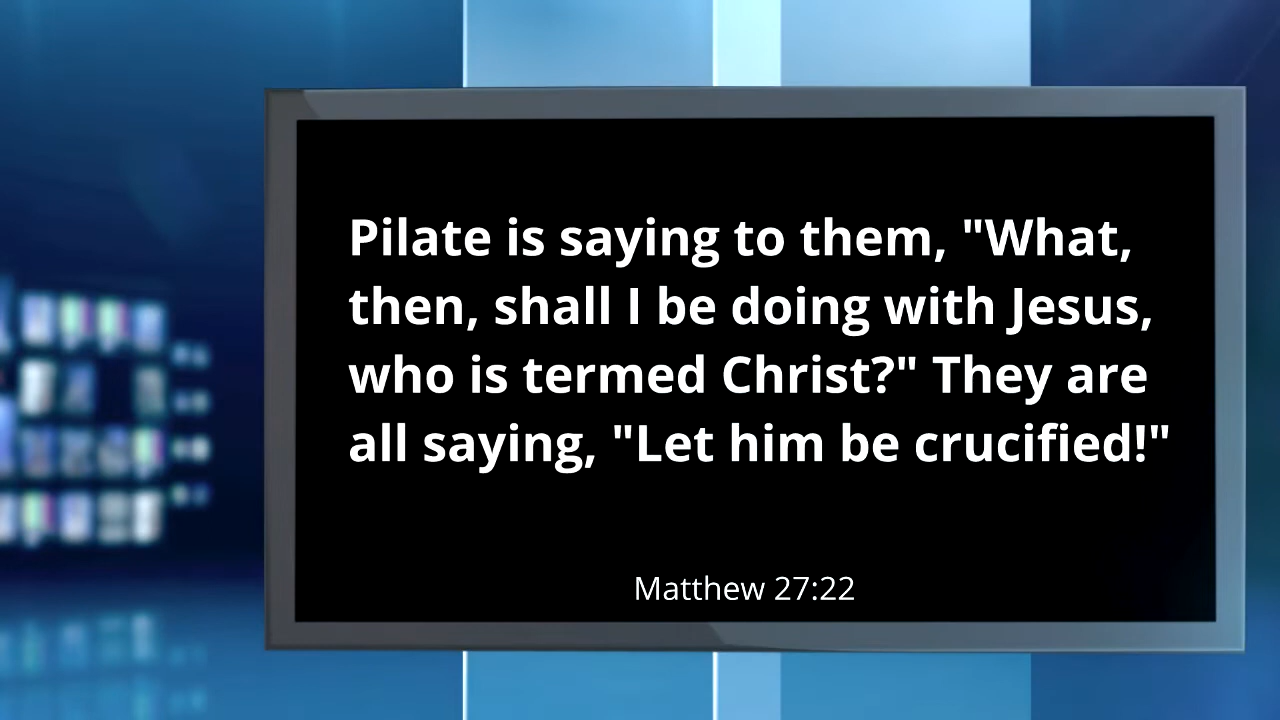 Pilate is saying to them, "What,
then, shall I be doing with Jesus,
who is termed Christ?" They are
all saying, "Let him be crucified!"
Matthew 27:22